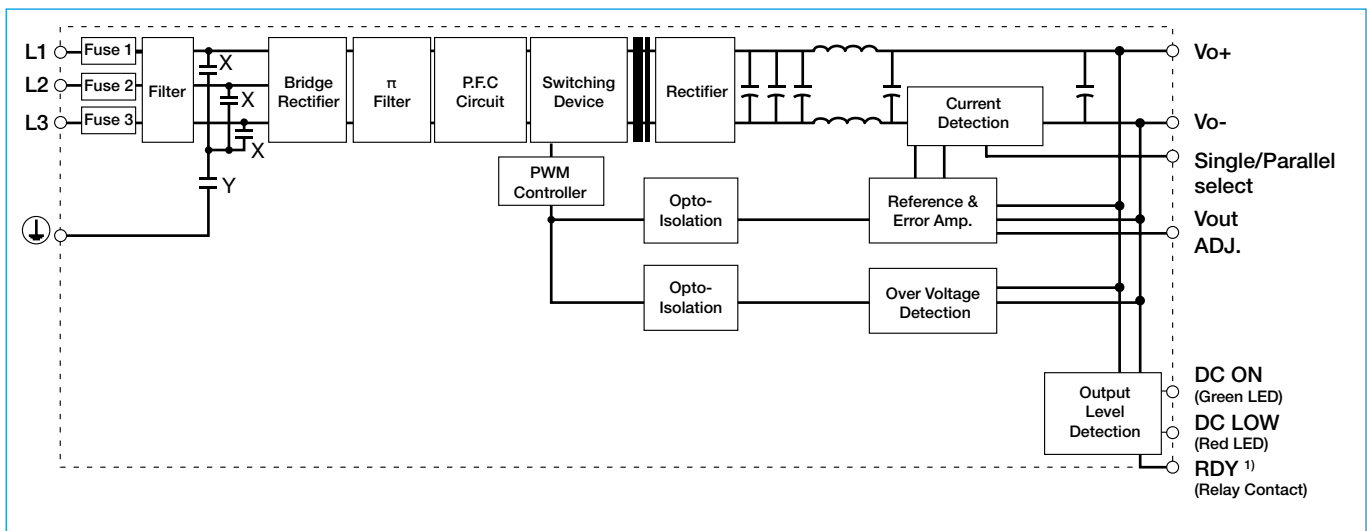 L1
Fuse 1
L2
Fuse 2
L3
Fuse 3
Filter
X
X
X
Y
Bridge
Rectifier
π
Filter
P.F.C
Circuit
Switching
Device
Rectifier
Current
Detection
PWM
Controller
Opto-
Isolation
Reference &
Error Amp.
Opto-
Isolation
Over Voltage
Detection
Output
Level
Detection
Vo+
Vo-
Single/Parallel
select
Vout
ADJ.
DC ON
(Green LED)
DC LOW
(Red LED)
RDY 1)
(Relay Contact)